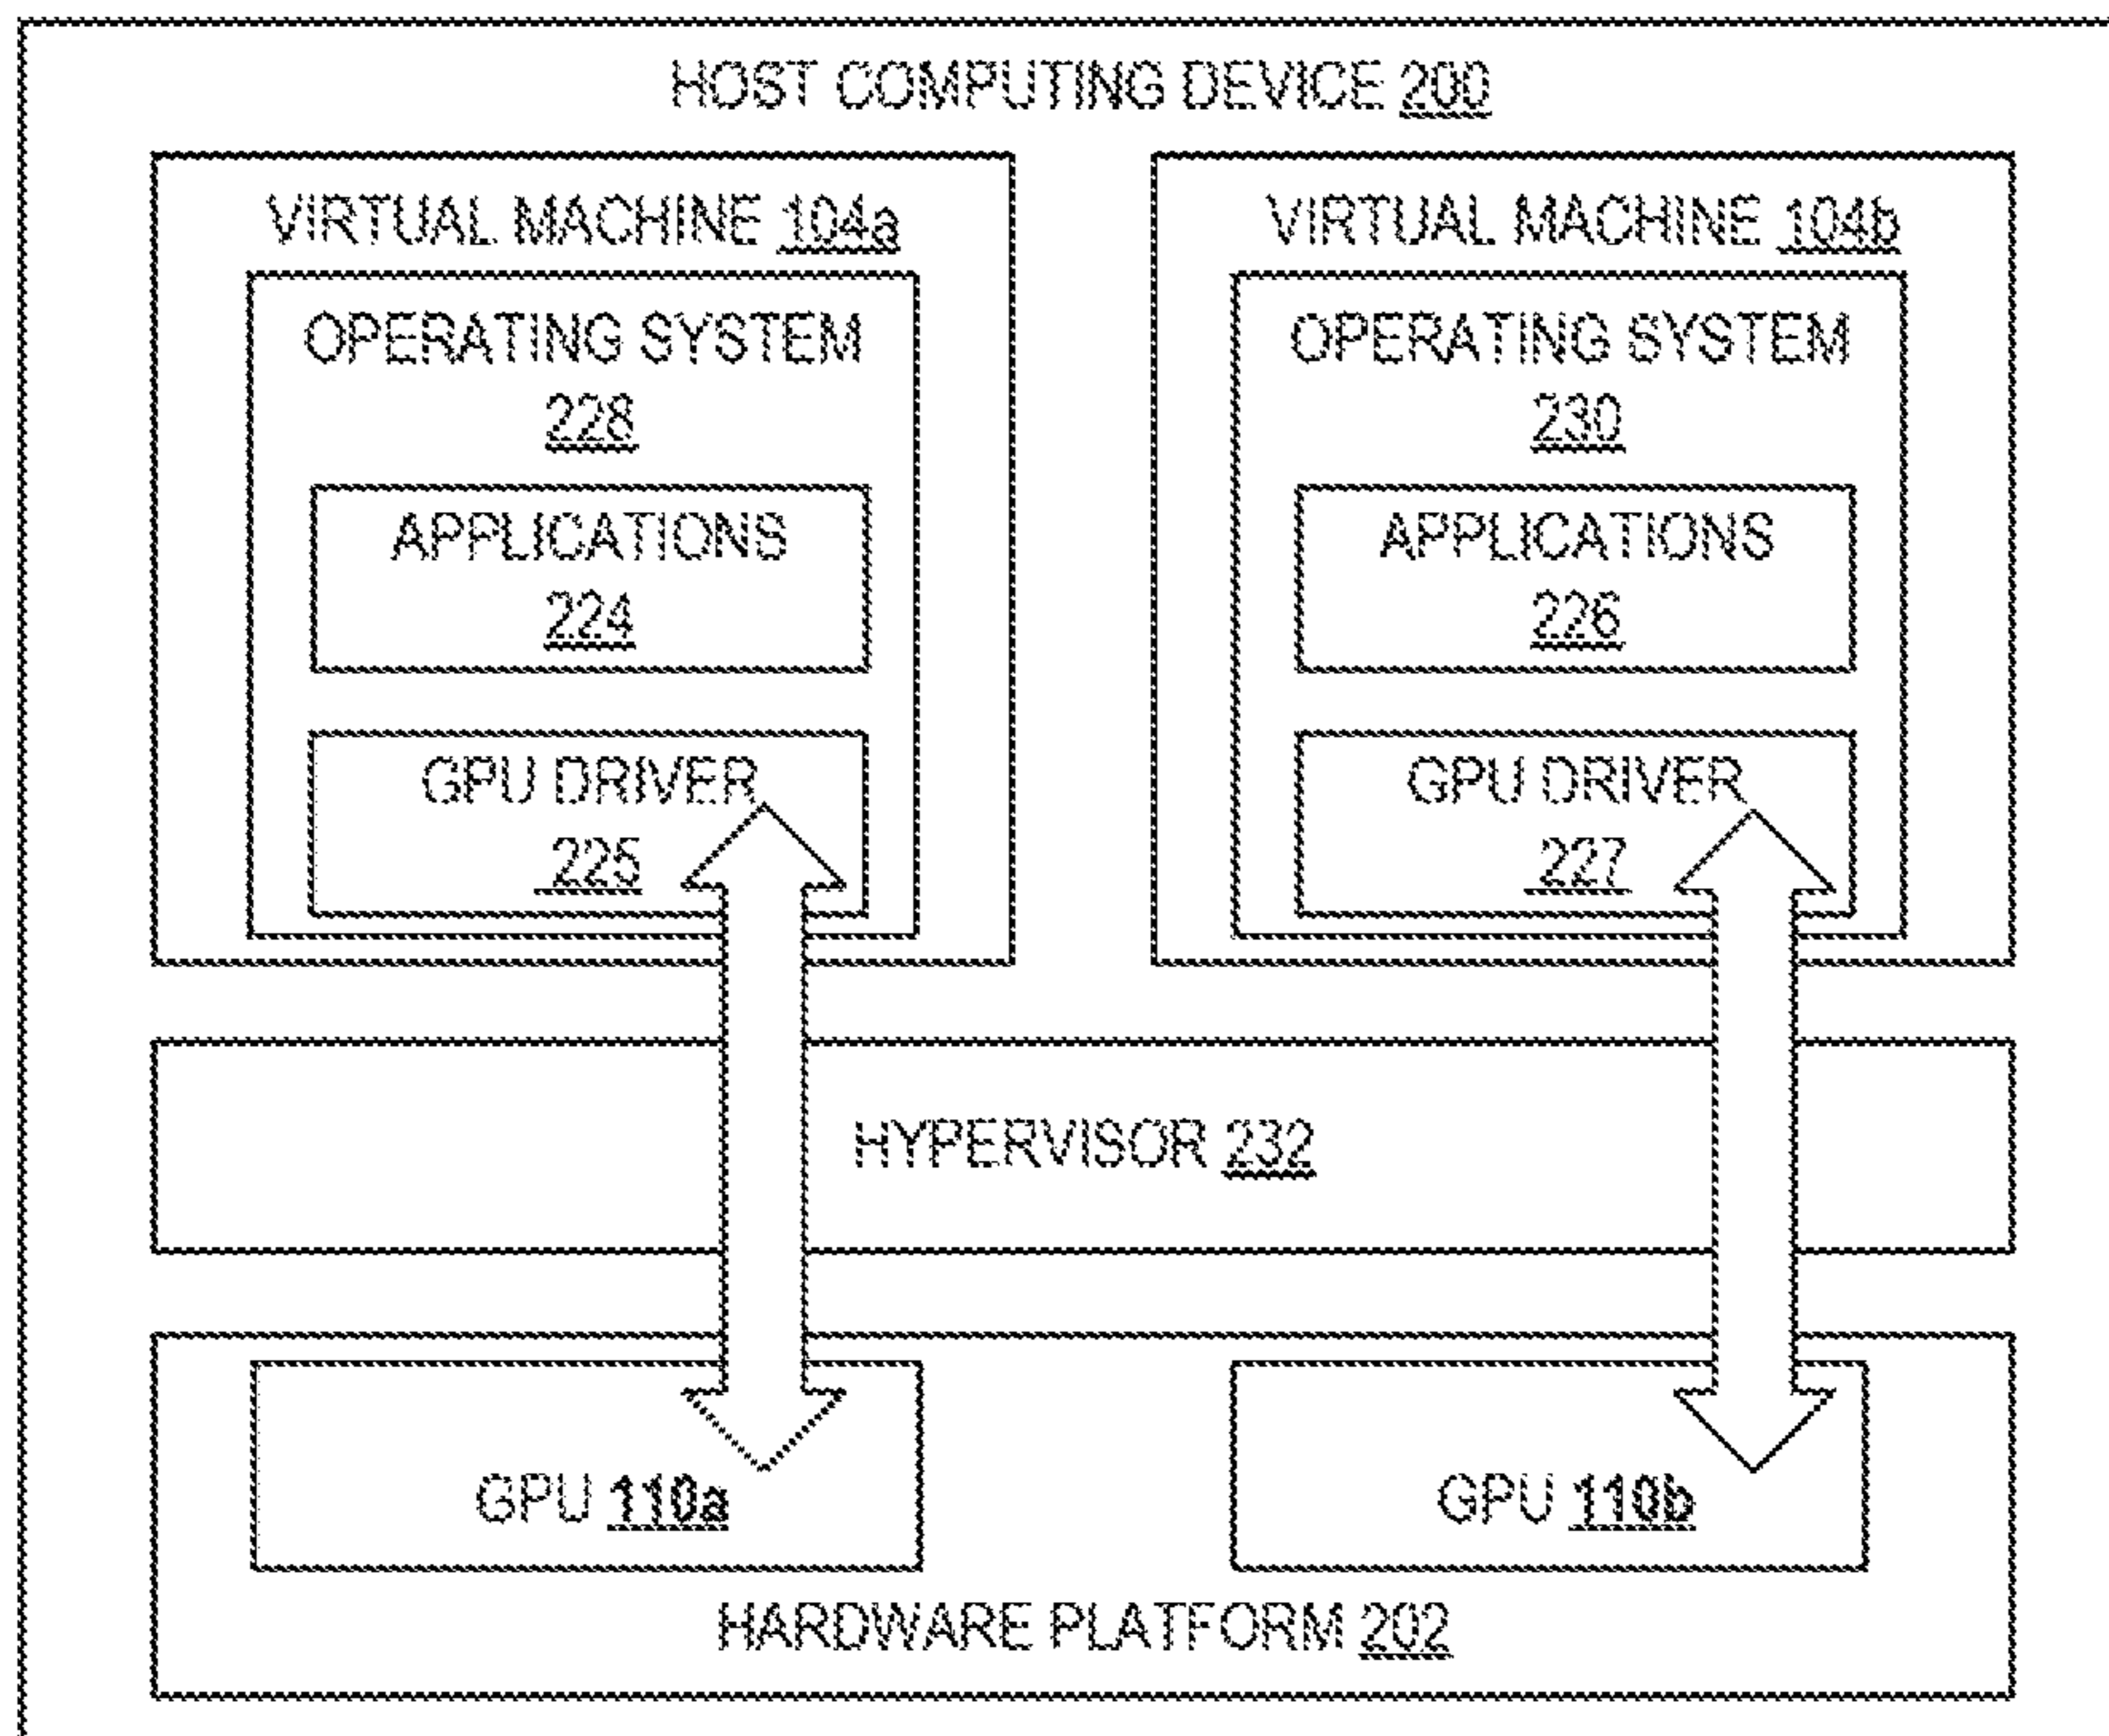 HOST COMPUTING DEVICE 200
VIRTUAL MACHINE 104a
OPERATING SYSTEM
228
APPLICATIONS
224
GPU DRIVER
225
VIRTUAL MACHINE 104b
OPERATING SYSTEM
230
APPLICATIONS
226
GPU DRIVER
227
HYPERVISOR 232
GPU 110a
GPU 110b
HARDWARE PLATFORM 202